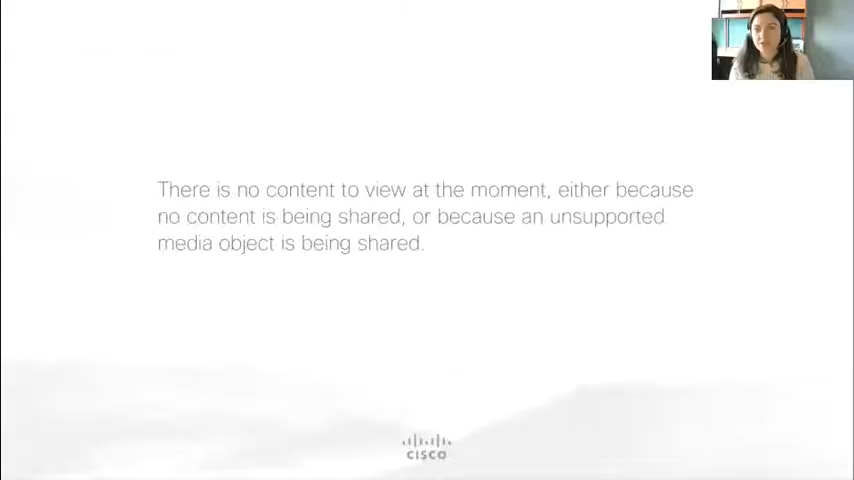 There is no content to view at the moment, either because
no content is being shared, or because an unsupported
media object is being shared.
CISCO